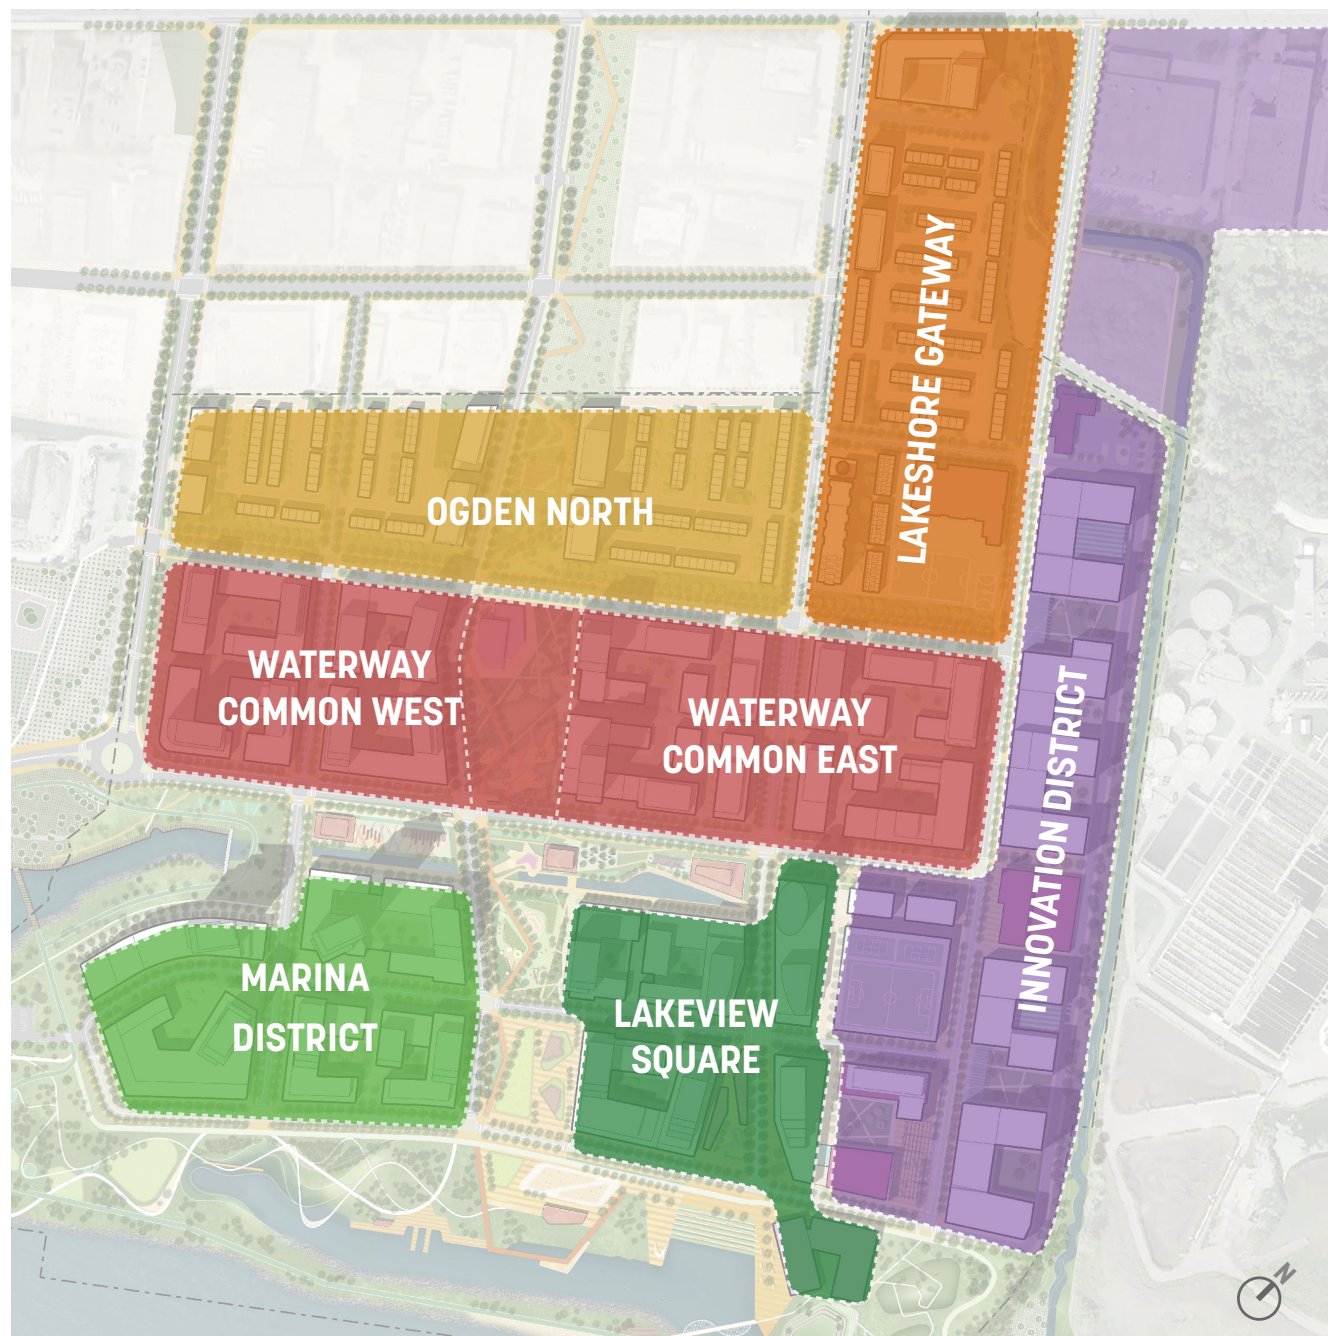 LAKESHORE GATEWAY
OGDEN NORTH
WATERWAY
COMMON WEST
WATERWAY
COMMON EAST
INNOVATION DISTRICT
MARINA
DISTRICT
LAKEVIEW
SQUARE
N